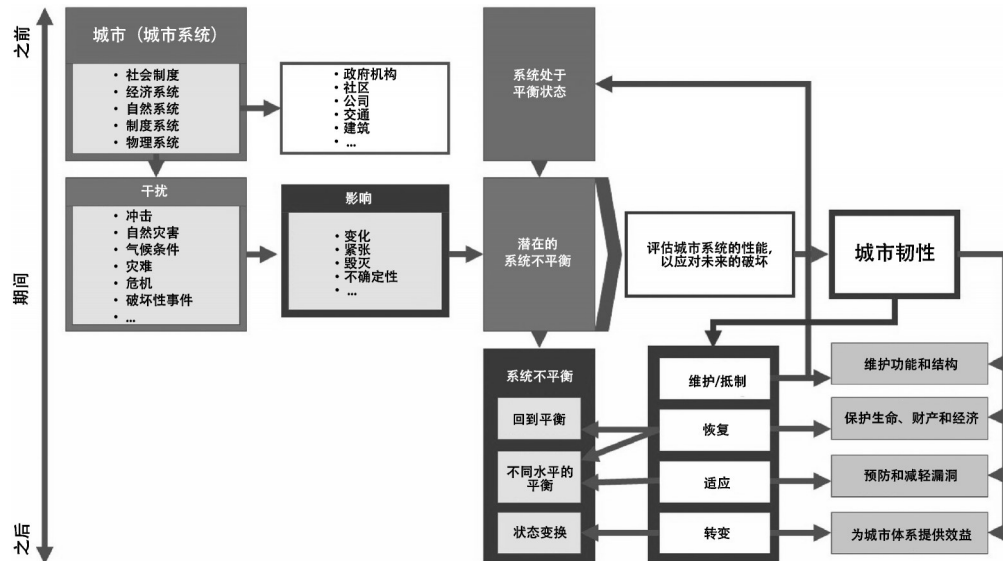 之前
城市（城市系统）
• 社会制度
• 经济系统
• 自然系统
• 制度系统
• 物理系统
• 政府机构
• 社区
• 公司
• 交通
• 建筑
• ...
系统处于
平衡状态
期间
干扰
• 冲击
• 自然灾害
• 气候条件
• 灾难
• 危机
• 破坏性事件
• ...
影响
• 变化
• 紧张
• 毁灭
• 不确定性
• ...
潜在的
系统不平衡
评估城市系统的性能,
以应对未来的破坏
城市韧性
之后
系统不平衡
回到平衡
不同水平的
平衡
状态变换
维护/抵制
恢复
适应
转变
维护功能和结构
保护生命、财产和经济
预防和减轻漏洞
为城市体系提供效益